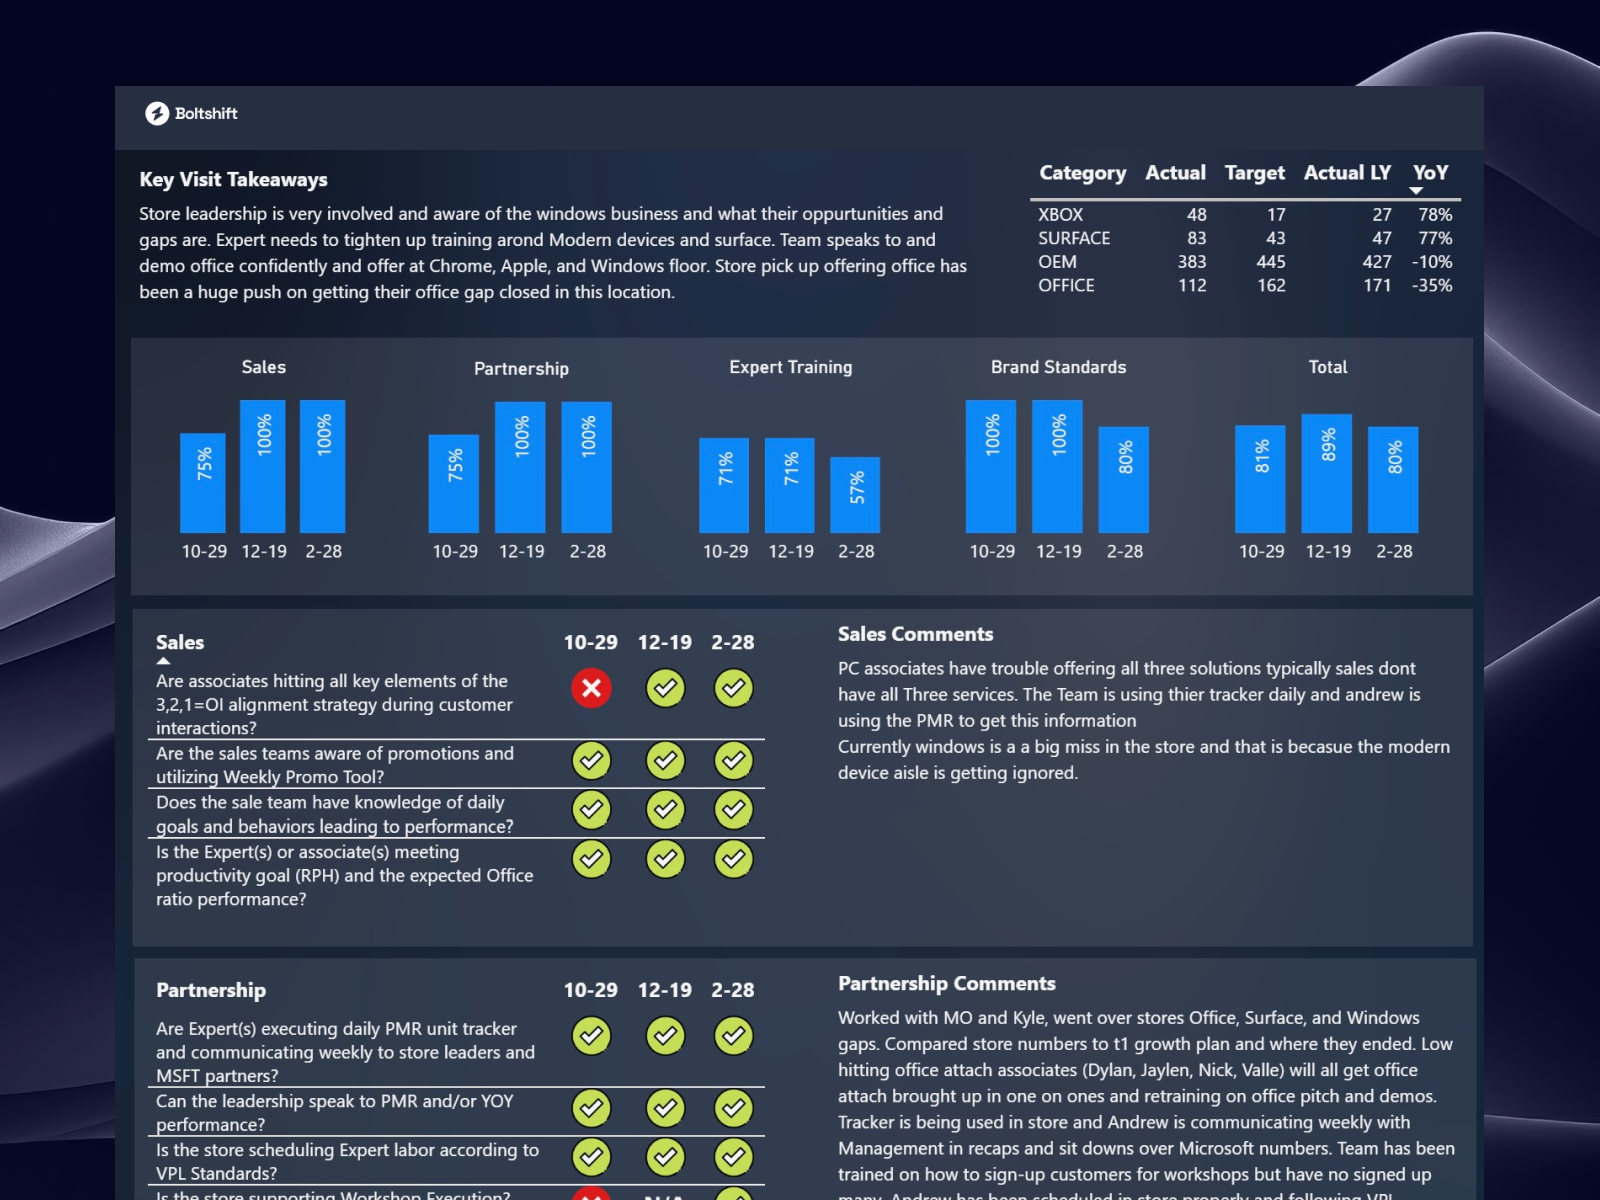 Boltshift
Key Visit Takeaways
Store leadership is very involved and aware of the windows business and what their oppurtunities and
gaps are. Expert needs to tighten up training arond Modern devices and surface. Team speaks to and
demo office confidently and offer at Chrome, Apple, and Windows floor. Store pick up offering office has
been a huge push on getting their office gap closed in this location.
Category Actual Target Actual LY YoY
XBOX 48 17 27 78%
SURFACE 83 43 47 77%
OEM 383 445 427 -10%
OFFICE 112 162 171 -35%
Sales
75% 100% 100%
10-29 12-19 2-28
Partnership
75% 100% 100%
10-29 12-19 2-28
Expert Training
71% 71% 57%
10-29 12-19 2-28
Brand Standards
100% 100% 80%
10-29 12-19 2-28
Total
81% 89% 80%
10-29 12-19 2-28
Sales 10-29 12-19 2-28
Are associates hitting all key elements of the
3,2,1=OI alignment strategy during customer
interactions?
Are the sales teams aware of promotions and
utilizing Weekly Promo Tool?
Does the sale team have knowledge of daily
goals and behaviors leading to performance?
Is the Expert(s) or associate(s) meeting
productivity goal (RPH) and the expected Office
ratio performance?
Sales Comments
PC associates have trouble offering all three solutions typically sales dont
have all Three services. The Team is using thier tracker daily and andrew is
using the PMR to get this information
Currently windows is a a big miss in the store and that is becasue the modern
device aisle is getting ignored.
Partnership 10-29 12-19 2-28
Are Expert(s) executing daily PMR unit tracker
and communicating weekly to store leaders and
MSFT partners?
Can the leadership speak to PMR and/or YOY
performance?
Is the store scheduling Expert labor according to
VPL Standards?
Is the store supporting Workshop Execution? N/A
Partnership Comments
Worked with MO and Kyle, went over stores Office, Surface, and Windows
gaps. Compared store numbers to t1 growth plan and where they ended. Low
hitting office attach associates (Dylan, Jaylen, Nick, Valle) will all get office
attach brought up in one on ones and retraining on office pitch and demos.
Tracker is being used in store and Andrew is communicating weekly with
Management in recaps and sit downs over Microsoft numbers. Team has been
trained on how to sign-up customers for workshops but have no signed up
many. Andrew has been scheduled in store properly and following VPL